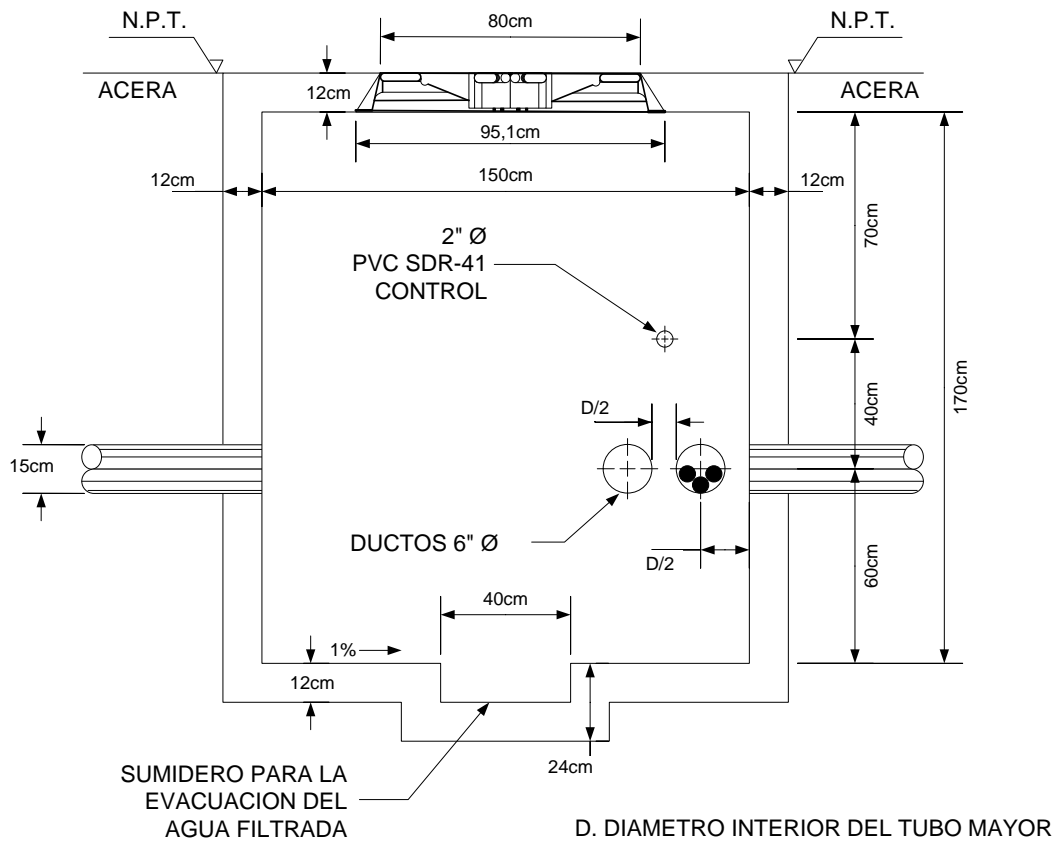 N.P.T.
80cm
N.P.T.
ACERA
12cm
ACERA
95,1cm
12cm
150cm
12cm
70cm
2" Ø
PVC SDR-41
CONTROL
170cm
40cm
D/2
15cm
DUCTOS 6" Ø
D/2
60cm
40cm
1%
12cm
24cm
SUMIDERO PARA LA
EVACUACION DEL
AGUA FILTRADA
D. DIAMETRO INTERIOR DEL TUBO MAYOR